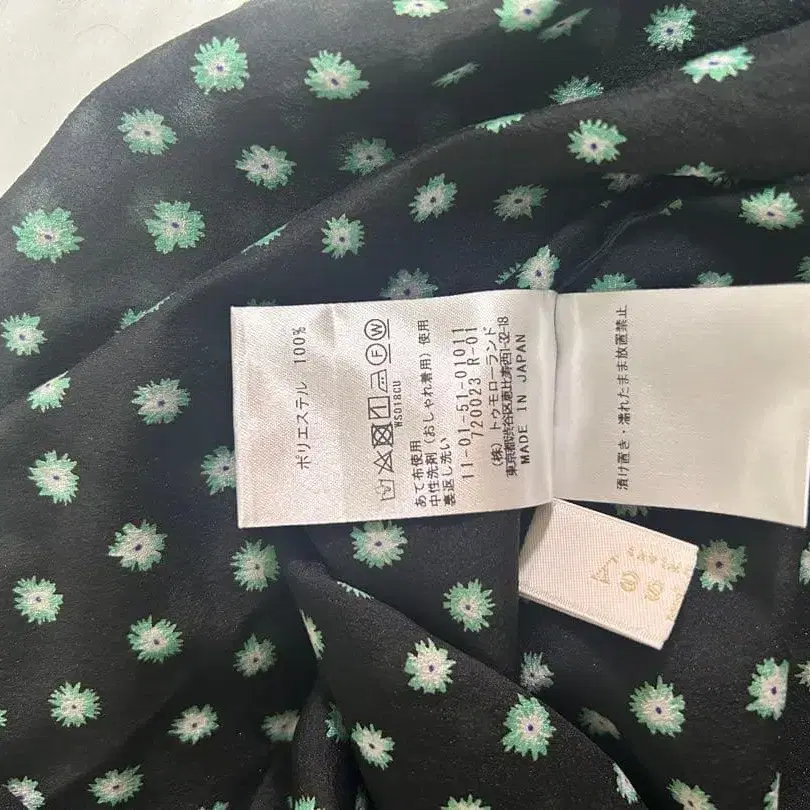 ポリエステル 100%
WS018CU
あて布使用
中性洗剤（おしゃれ着用）使用
裏返し洗い
11-01-51-01011
720023 R-01
（株）トゥモローランド
東京都渋谷区恵比寿西1-32-18
MADE IN JAPAN
漬け置き・濡れたまま放置禁止